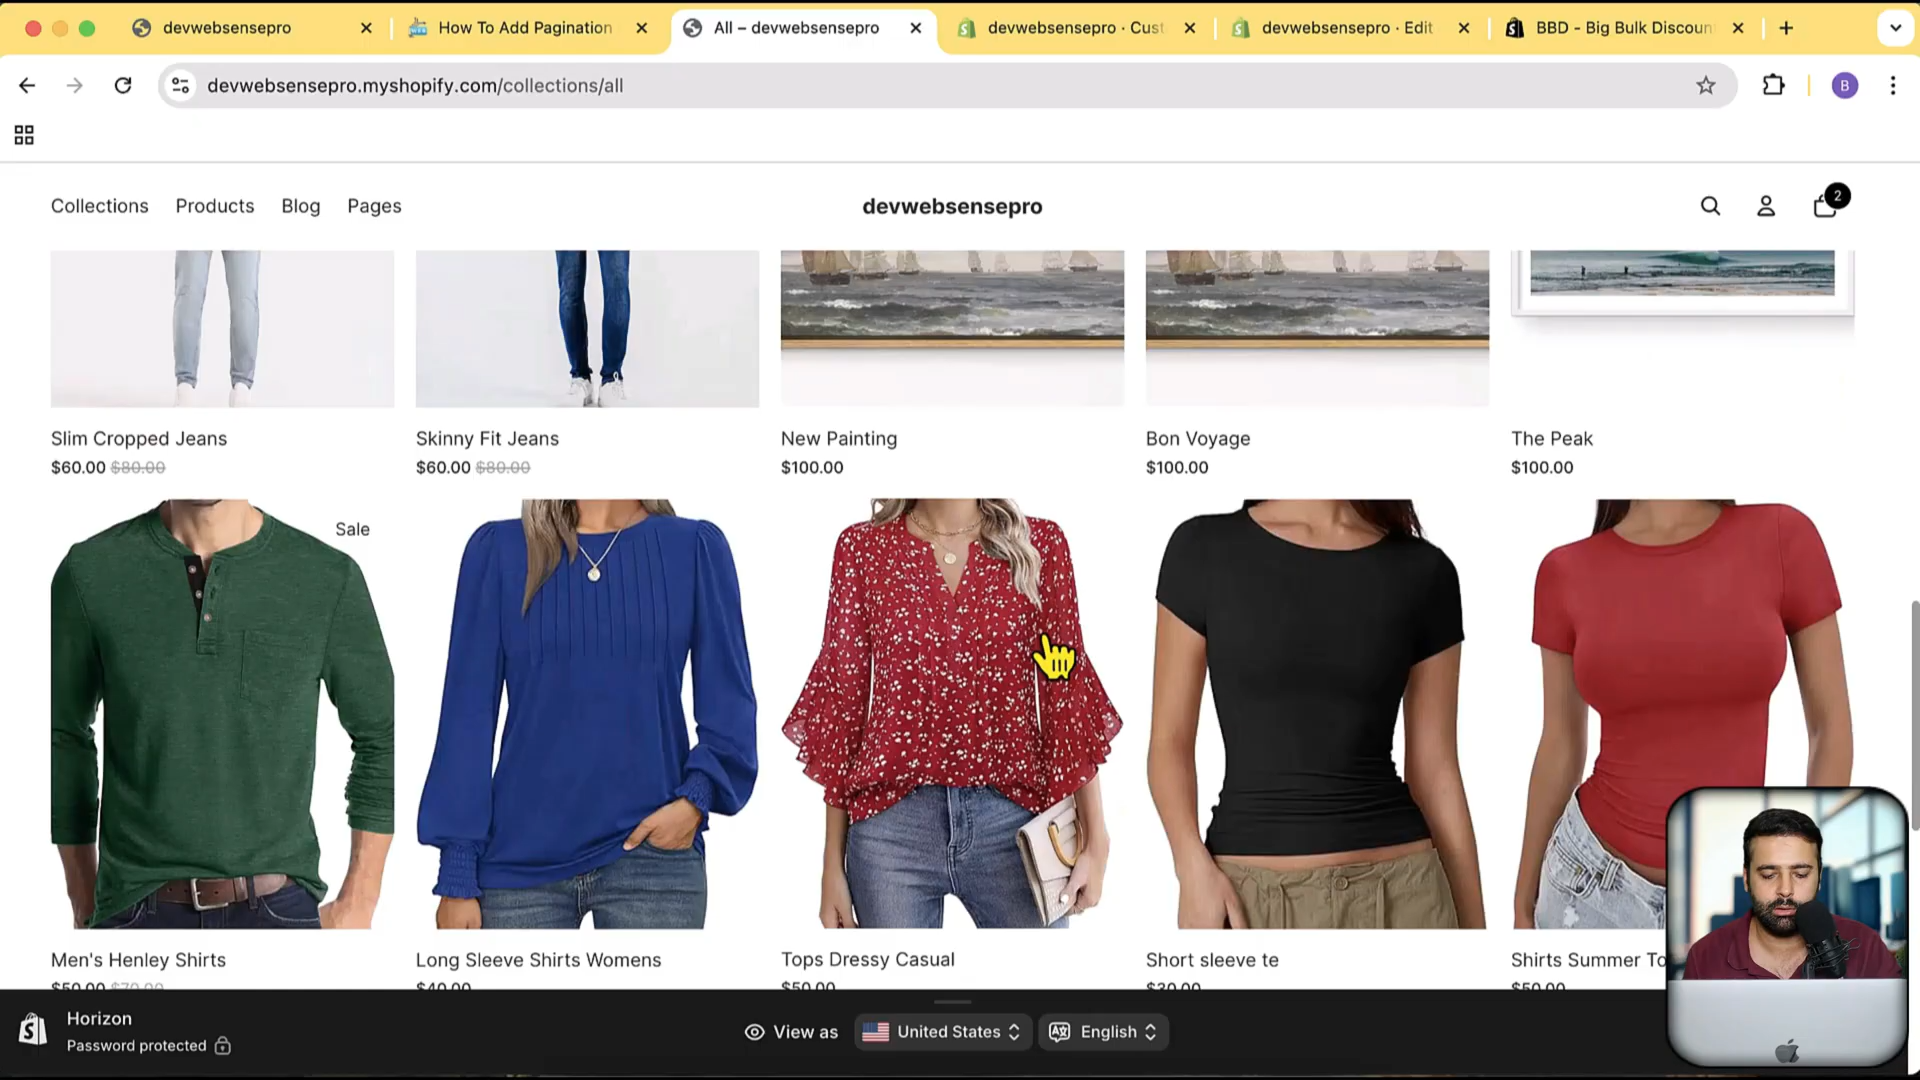 devwebsensepro
How To Add Pagination
All – devwebsensepro
devwebsensepro · Cust
devwebsensepro · Edit
BBD - Big Bulk Discoun
devwebsensepro.myshopify.com/collections/all
B
Collections
Products
Blog
Pages
devwebsensepro
2
Slim Cropped Jeans
$60.00 $80.00
Skinny Fit Jeans
$60.00 $80.00
New Painting
$100.00
Bon Voyage
$100.00
The Peak
$100.00
Sale
Men's Henley Shirts
$50.00 $70.00
Long Sleeve Shirts Womens
$40.00
Tops Dressy Casual
$50.00
Short sleeve te
$30.00
Shirts Summer To
$50.00
Horizon
Password protected
View as
United States
English